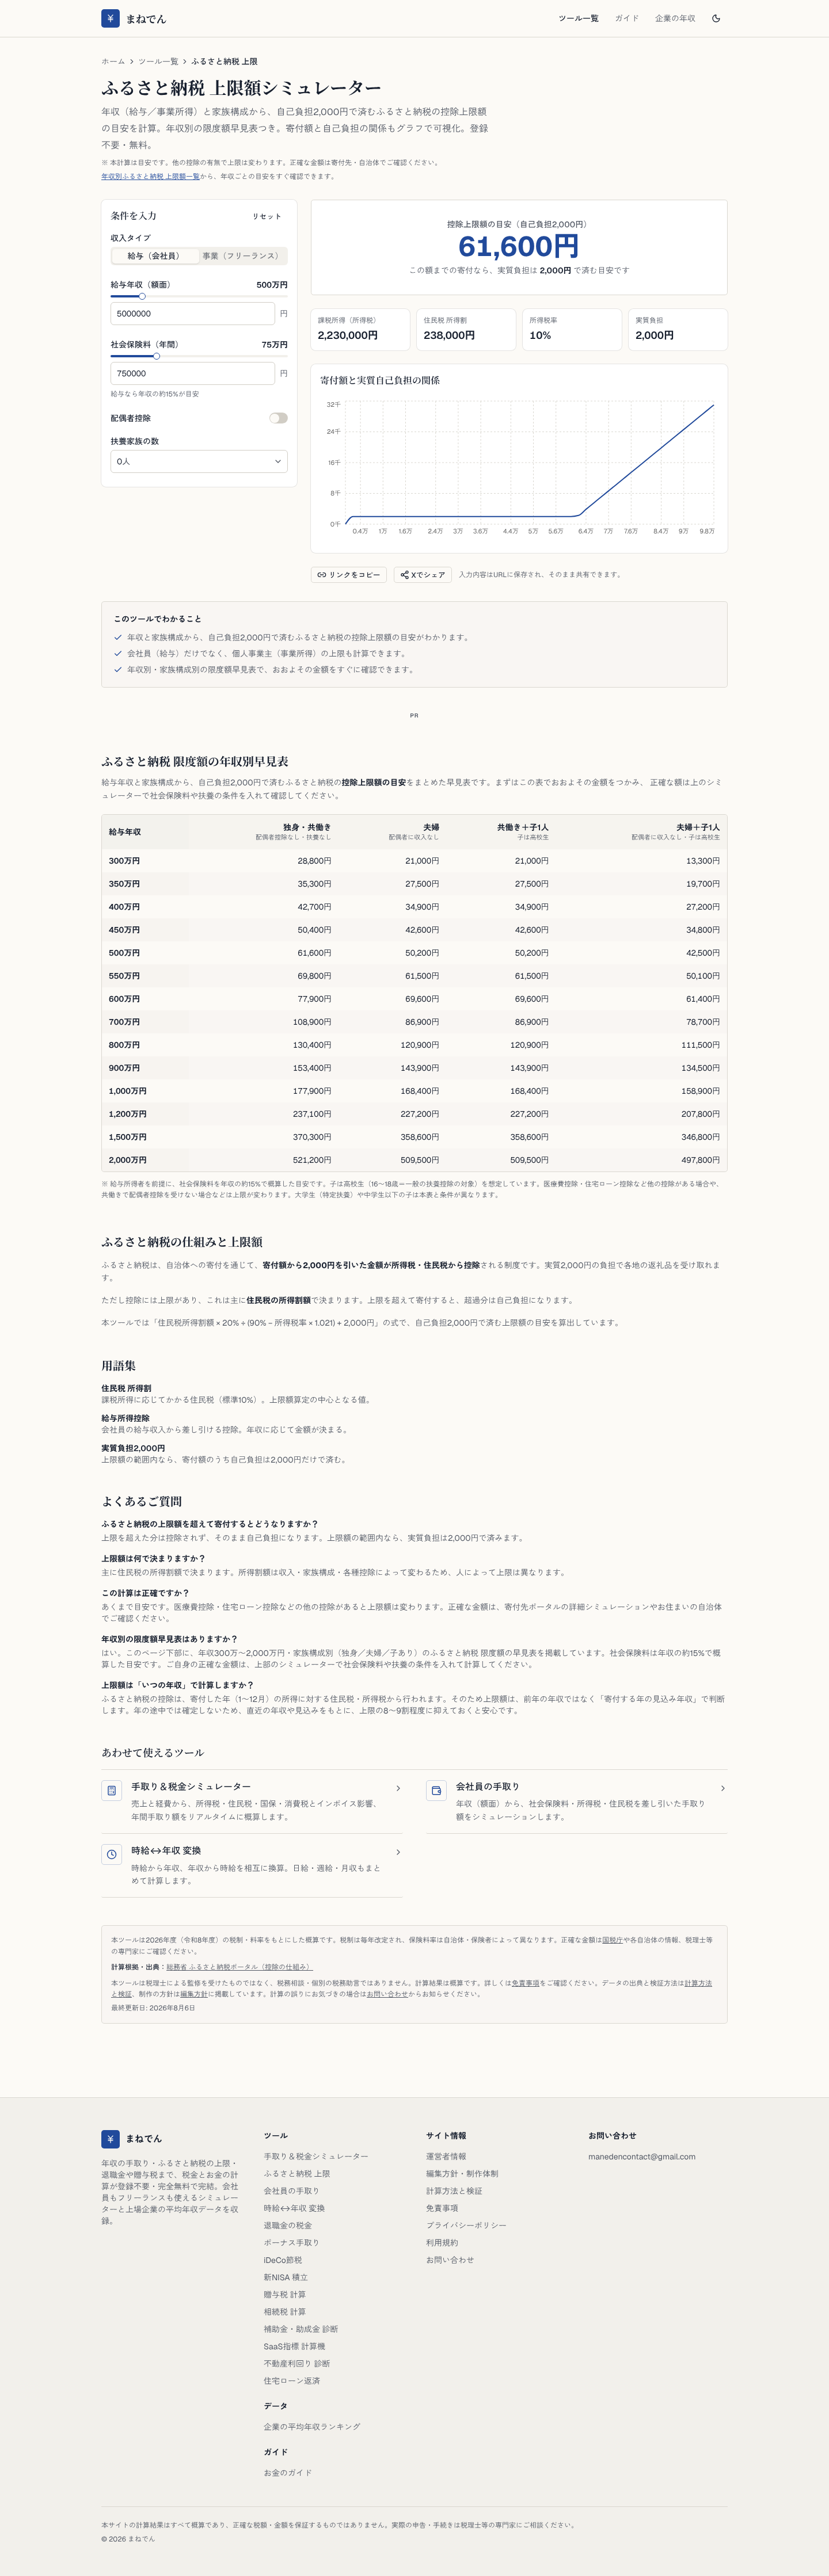 まねでん
ツール一覧 ガイド 企業の年収
ホーム > ツール一覧 > ふるさと納税 上限
ふるさと納税 上限額シミュレーター
年収（給与／事業所得）と家族構成から、自己負担2,000円で済むふるさと納税の控除上限額
の目安を計算。年収別の限度額早見表つき。寄付額と自己負担の関係もグラフで可視化。登録
不要・無料。
※ 本計算は目安です。他の控除の有無で上限は変わります。正確な金額は寄付先・自治体でご確認ください。
年収別ふるさと納税 上限額一覧から、年収ごとの目安をすぐ確認できます。
条件を入力 リセット
収入タイプ
給与（会社員） 事業（フリーランス）
給与年収（額面） 500万円
5000000 円
社会保険料（年間） 75万円
750000 円
給与なら年収の約15%が目安
配偶者控除
扶養家族の数
0人
控除上限額の目安（自己負担2,000円）
61,600円
この額までの寄付なら、実質負担は 2,000円 で済む目安です
課税所得（所得税） 住民税 所得割 所得税率 実質負担
2,230,000円 238,000円 10% 2,000円
寄付額と実質自己負担の関係
32千
24千
16千
8千
0千
0.4万 1万 1.6万 2.4万 3万 3.6万 4.4万 5万 5.6万 6.4万 7万 7.6万 8.4万 9万 9.8万
リンクをコピー Xでシェア 入力内容はURLに保存され、そのまま共有できます。
このツールでわかること
年収と家族構成から、自己負担2,000円で済むふるさと納税の控除上限額の目安がわかります。
会社員（給与）だけでなく、個人事業主（事業所得）の上限も計算できます。
年収別・家族構成別の限度額早見表で、おおよその金額をすぐに確認できます。
PR
ふるさと納税 限度額の年収別早見表
給与年収と家族構成から、自己負担2,000円で済むふるさと納税の控除上限額の目安をまとめた早見表です。まずはこの表でおおよその金額をつかみ、 正確な額は上のシミ
ュレーターで社会保険料や扶養の条件を入れて確認してください。
給与年収 独身・共働き 夫婦 共働き＋子1人 夫婦＋子1人
配偶者控除なし・扶養なし 配偶者に収入なし 子は高校生 配偶者に収入なし・子は高校生
300万円 28,800円 21,000円 21,000円 13,300円
350万円 35,300円 27,500円 27,500円 19,700円
400万円 42,700円 34,900円 34,900円 27,200円
450万円 50,400円 42,600円 42,600円 34,800円
500万円 61,600円 50,200円 50,200円 42,500円
550万円 69,800円 61,500円 61,500円 50,100円
600万円 77,900円 69,600円 69,600円 61,400円
700万円 108,900円 86,900円 86,900円 78,700円
800万円 130,400円 120,900円 120,900円 111,500円
900万円 153,400円 143,900円 143,900円 134,500円
1,000万円 177,900円 168,400円 168,400円 158,900円
1,200万円 237,100円 227,200円 227,200円 207,800円
1,500万円 370,300円 358,600円 358,600円 346,800円
2,000万円 521,200円 509,500円 509,500円 497,800円
※ 給与所得者を前提に、社会保険料を年収の約15%で概算した目安です。子は高校生（16〜18歳＝一般の扶養控除の対象）を想定しています。医療費控除・住宅ローン控除など他の控除がある場合や、
共働きで配偶者控除を受けない場合などは上限が変わります。大学生（特定扶養）や中学生以下の子は本表と条件が異なります。
ふるさと納税の仕組みと上限額
ふるさと納税は、自治体への寄付を通じて、寄付額から2,000円を引いた金額が所得税・住民税から控除される制度です。実質2,000円の負担で各地の返礼品を受け取れま
す。
ただし控除には上限があり、これは主に住民税の所得割額で決まります。上限を超えて寄付すると、超過分は自己負担になります。
本ツールでは「住民税所得割額 × 20% ÷ (90% − 所得税率 × 1.021) + 2,000円」の式で、自己負担2,000円で済む上限額の目安を算出しています。
用語集
住民税 所得割
課税所得に応じてかかる住民税（標準10%）。上限額算定の中心となる値。
給与所得控除
会社員の給与収入から差し引ける控除。年収に応じて金額が決まる。
実質負担2,000円
上限額の範囲内なら、寄付額のうち自己負担は2,000円だけで済む。
よくあるご質問
ふるさと納税の上限額を超えて寄付するとどうなりますか？
上限を超えた分は控除されず、そのまま自己負担になります。上限額の範囲内なら、実質負担は2,000円で済みます。
上限額は何で決まりますか？
主に住民税の所得割額で決まります。所得割額は収入・家族構成・各種控除によって変わるため、人によって上限は異なります。
この計算は正確ですか？
あくまで目安です。医療費控除・住宅ローン控除などの他の控除があると上限額は変わります。正確な金額は、寄付先ポータルの詳細シミュレーションやお住まいの自治体
でご確認ください。
年収別の限度額早見表はありますか？
はい。このページ下部に、年収300万〜2,000万円・家族構成別（独身／夫婦／子あり）のふるさと納税 限度額の早見表を掲載しています。社会保険料は年収の約15%で概
算した目安です。ご自身の正確な金額は、上部のシミュレーターで社会保険料や扶養の条件を入れて計算してください。
上限額は「いつの年収」で計算しますか？
ふるさと納税の控除は、寄付した年（1〜12月）の所得に対する住民税・所得税から行われます。そのため上限額は、前年の年収ではなく「寄付する年の見込み年収」で判断
します。年の途中では確定しないため、直近の年収や見込みをもとに、上限の8〜9割程度に抑えておくと安心です。
あわせて使えるツール
手取り＆税金シミュレーター
売上と経費から、所得税・住民税・国保・消費税とインボイス影響、
年間手取り額をリアルタイムに概算します。
会社員の手取り
年収（額面）から、社会保険料・所得税・住民税を差し引いた手取り
額をシミュレーションします。
時給⇔年収 変換
時給から年収、年収から時給を相互に換算。日給・週給・月収もまと
めて計算します。
本ツールは2026年度（令和8年度）の税制・料率をもとにした概算です。税制は毎年改定され、保険料率は自治体・保険者によって異なります。正確な金額は国税庁や各自治体の情報、税理士等
の専門家にご確認ください。
計算根拠・出典：総務省 ふるさと納税ポータル（控除の仕組み）
本ツールは税理士による監修を受けたものではなく、税務相談・個別の税務助言ではありません。計算結果は概算です。詳しくは免責事項をご確認ください。データの出典と検証方法は計算方法
と検証、制作の方針は編集方針に掲載しています。計算の誤りにお気づきの場合はお問い合わせからお知らせください。
最終更新日: 2026年8月6日
まねでん
年収の手取り・ふるさと納税の上限・
退職金や贈与税まで、税金とお金の計
算が登録不要・完全無料で完結。会社
員もフリーランスも使えるシミュレー
ターと上場企業の平均年収データを収
録。
ツール
手取り＆税金シミュレーター
ふるさと納税 上限
会社員の手取り
時給⇔年収 変換
退職金の税金
ボーナス手取り
iDeCo節税
新NISA 積立
贈与税 計算
相続税 計算
補助金・助成金 診断
SaaS指標 計算機
不動産利回り 診断
住宅ローン返済
データ
企業の平均年収ランキング
ガイド
お金のガイド
サイト情報
運営者情報
編集方針・制作体制
計算方法と検証
免責事項
プライバシーポリシー
利用規約
お問い合わせ
お問い合わせ
manedencontact@gmail.com
本サイトの計算結果はすべて概算であり、正確な税額・金額を保証するものではありません。実際の申告・手続きは税理士等の専門家にご相談ください。
© 2026 まねでん